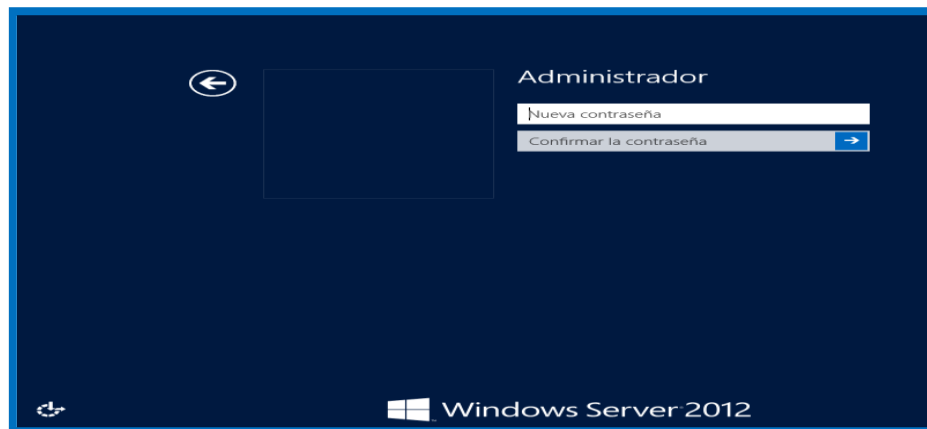 Administrador
Nueva contraseña
Confirmar la contraseña
Windows Server 2012